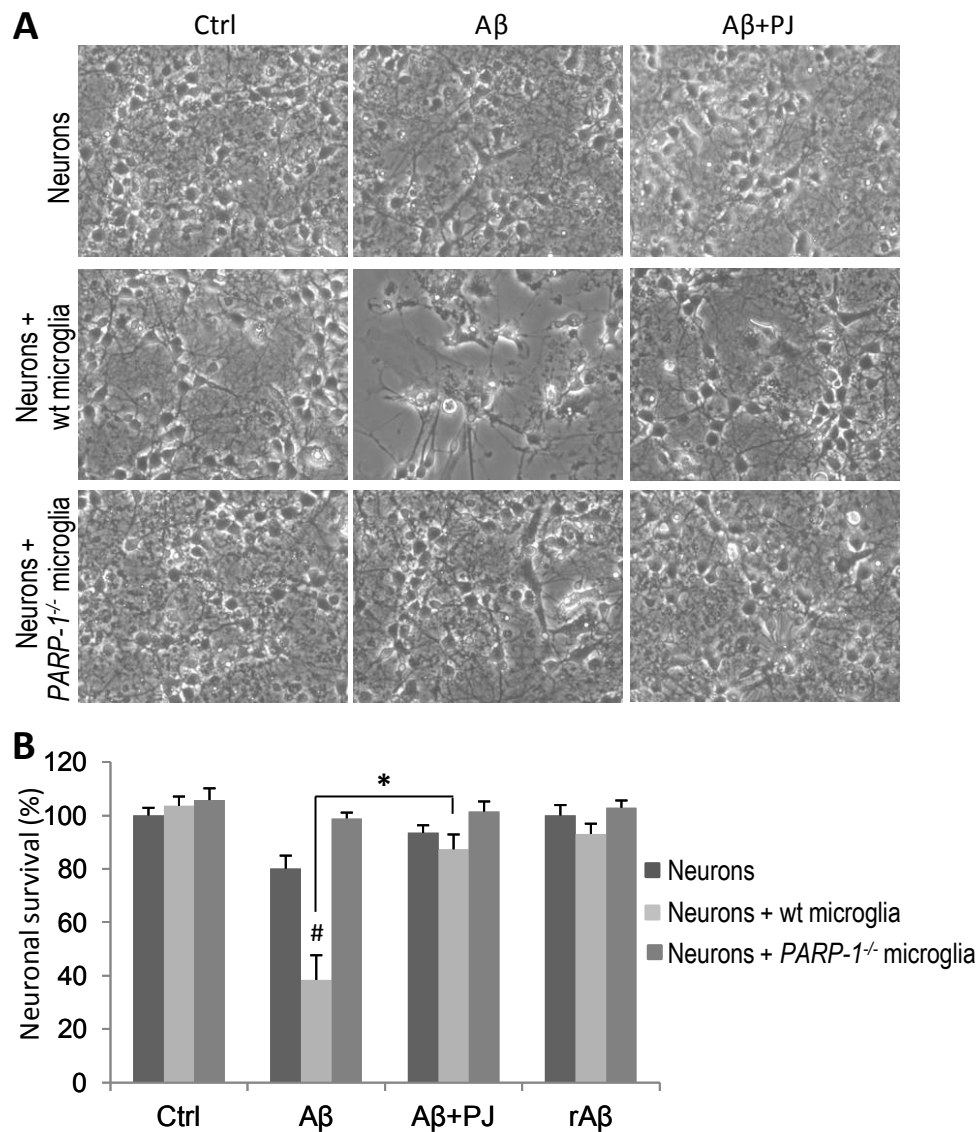 A
Ctrl
Aβ
Aβ+PJ
Neurons
Neurons +
wt microglia
Neurons +
PARP-1-/- microglia
B
Neuronal survival (%)
120
100
80
60
40
20
0
*
#
Ctrl
Aβ
Aβ+PJ
rAβ
Neurons
Neurons + wt microglia
Neurons + PARP-1-/- microglia